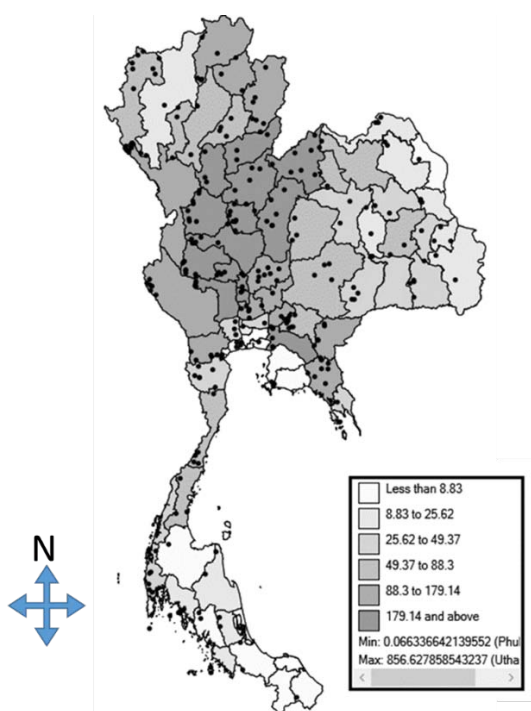 N
Less than 8.83
8.83 to 25.62
25.62 to 49.37
49.37 to 88.3
88.3 to 179.14
179.14 and above
Min: 0.066336642139552 (Phul
Max: 856.627858543237 (Utha